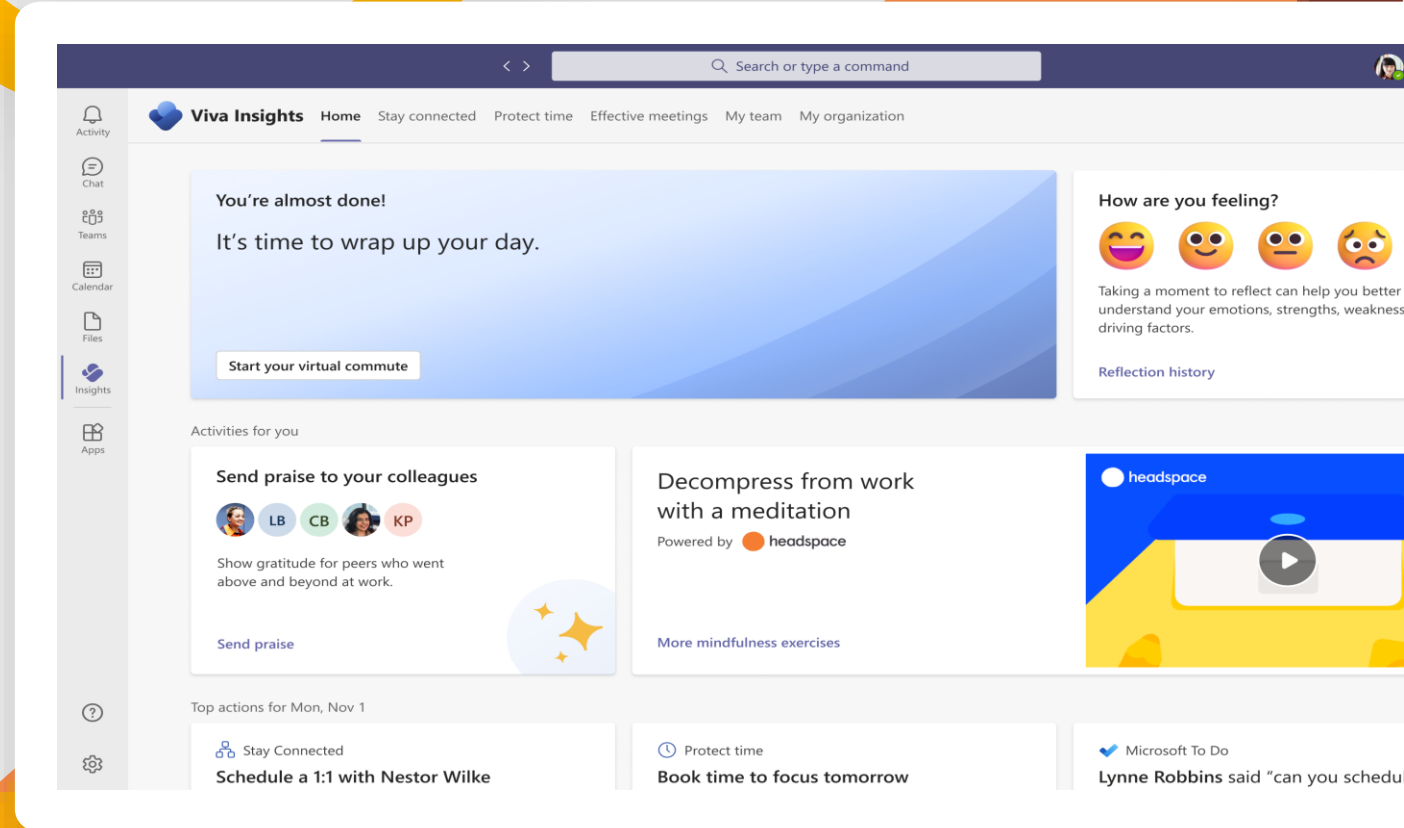 Search or type a command
Activity
Chat
Teams
Calendar
Files
Insights
Apps
Viva Insights Home Stay connected Protect time Effective meetings My team My organization
You're almost done!
It's time to wrap up your day.
Start your virtual commute
How are you feeling?
Taking a moment to reflect can help you better
understand your emotions, strengths, weakness
driving factors.
Reflection history
Activities for you
Send praise to your colleagues
LB CB KP
Show gratitude for peers who went
above and beyond at work.
Send praise
Decompress from work
with a meditation
Powered by headspace
More mindfulness exercises
headspace
Top actions for Mon, Nov 1
Stay Connected
Schedule a 1:1 with Nestor Wilke
Protect time
Book time to focus tomorrow
Microsoft To Do
Lynne Robbins said "can you schedul